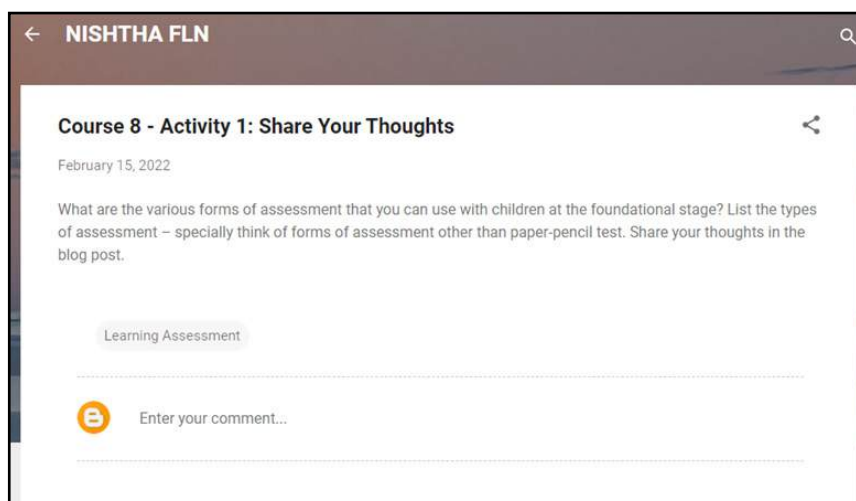 NISHTHA FLN
Course 8 - Activity 1: Share Your Thoughts
February 15, 2022
What are the various forms of assessment that you can use with children at the foundational stage? List the types
of assessment – specially think of forms of assessment other than paper-pencil test. Share your thoughts in the
blog post.
Learning Assessment
Enter your comment...